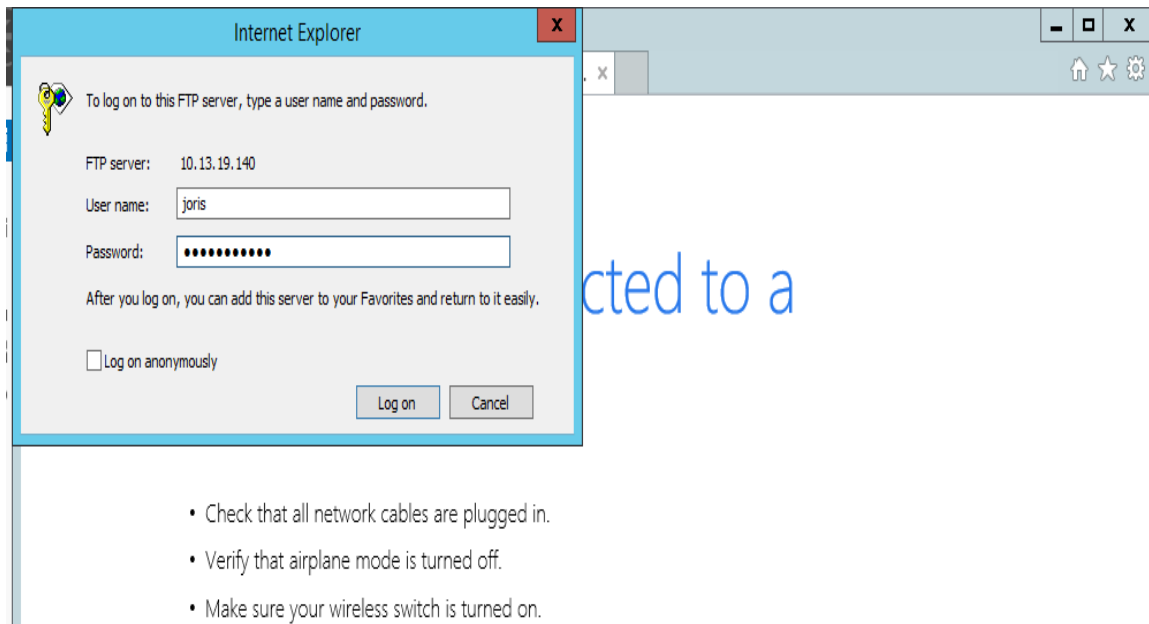 Internet Explorer
To log on to this FTP server, type a user name and password.
FTP server: 10.13.19.140
User name: joris
Password: •••••••••••
After you log on, you can add this server to your Favorites and return to it easily.
Log on anonymously
Log on Cancel
cted to a
• Check that all network cables are plugged in.
• Verify that airplane mode is turned off.
• Make sure your wireless switch is turned on.